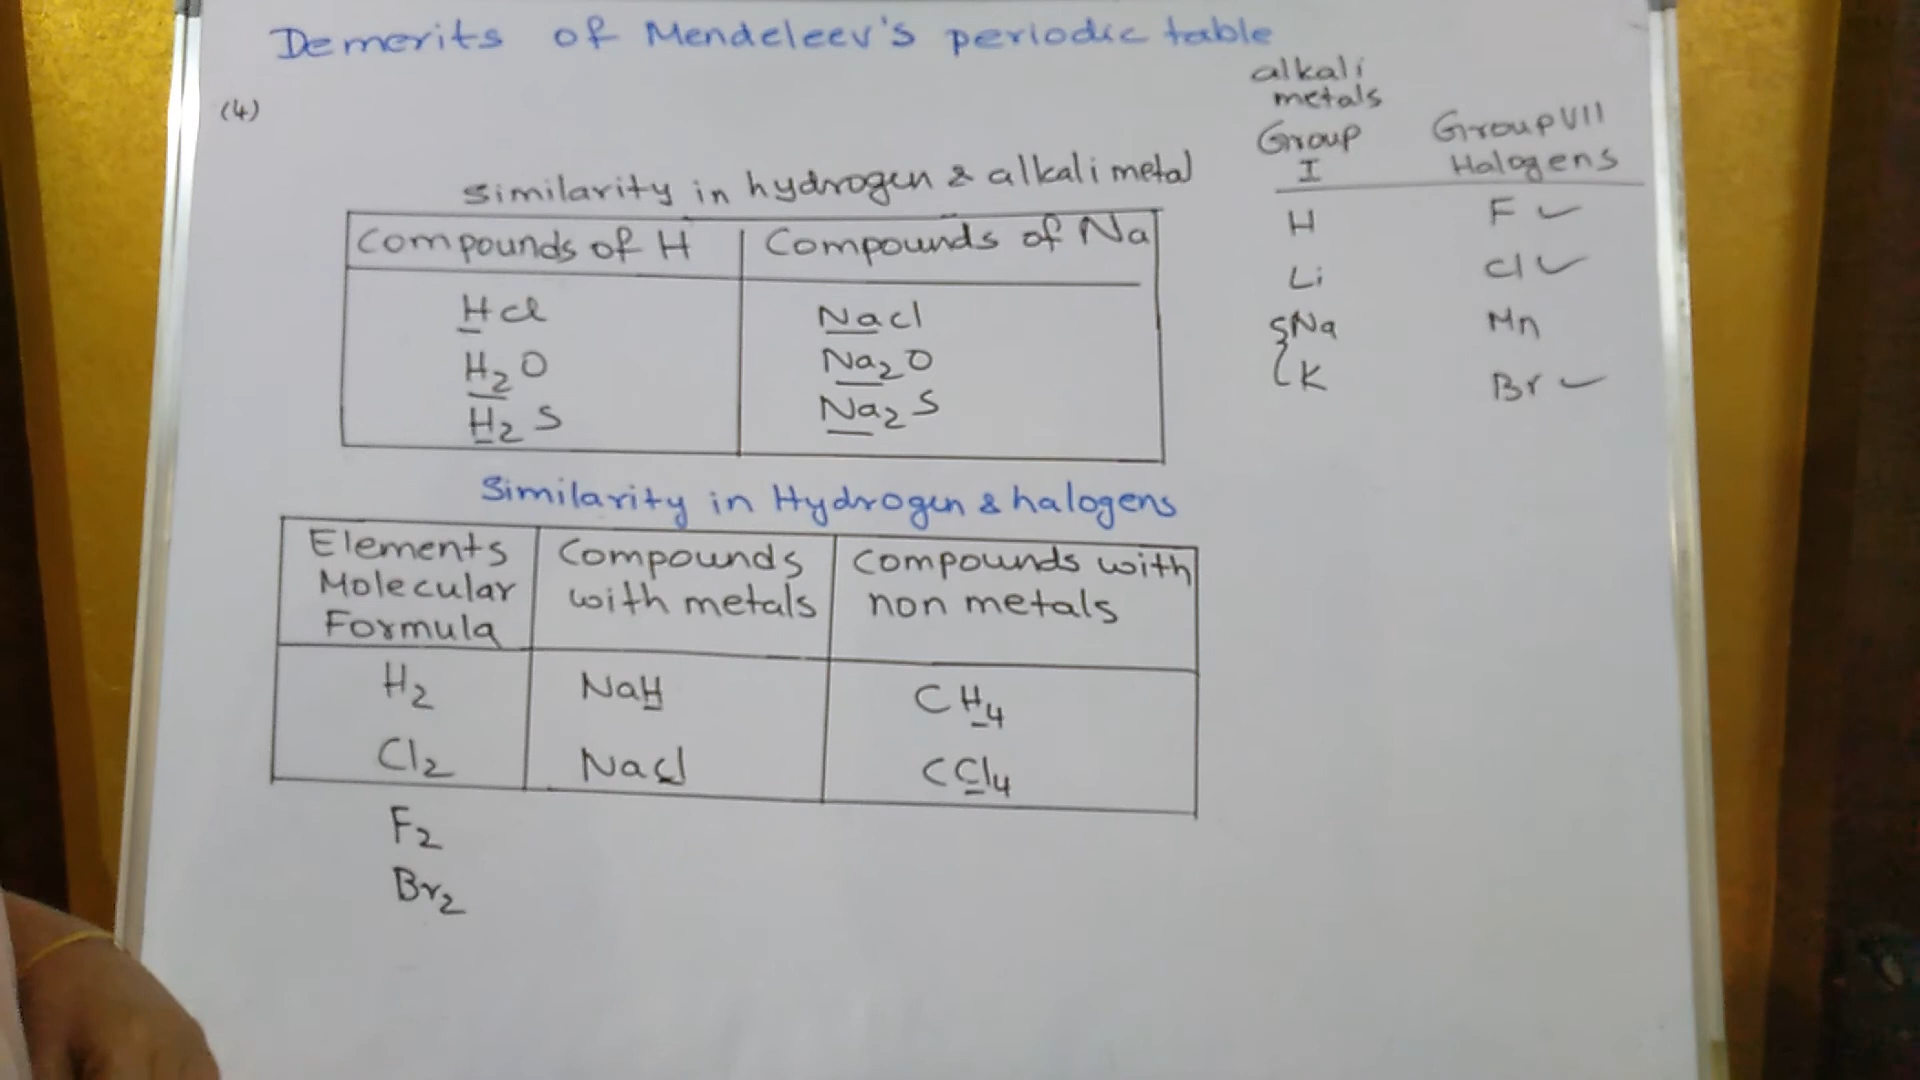 Demerits of Mendeleev's periodic table
(4)
alkali
metals
Group
I
Group VII
Halogens
H
F ✓
Li
Cl ✓
Na
Mn
K
Br ✓
Similarity in hydrogen & alkali metal
Compounds of H
Compounds of Na
HCl
NaCl
H2O
Na2O
H2S
Na2S
Similarity in Hydrogen & halogens
Elements
Molecular
Formula
Compounds
with metals
Compounds with
non metals
H2
NaH
CH4
Cl2
NaCl
CCl4
F2
Br2